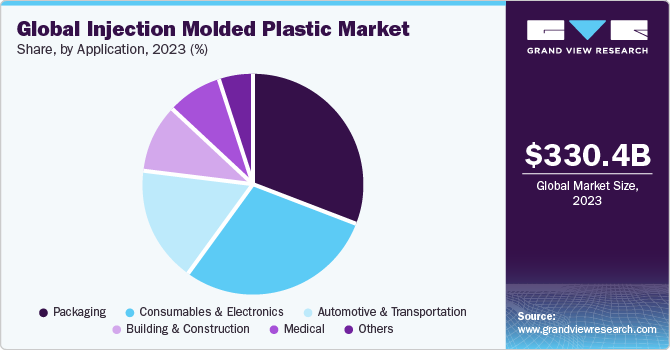 Global Injection Molded Plastic Market
Share, by Application, 2023 (%)
Packaging
Consumables & Electronics
Automotive & Transportation
Building & Construction
Medical
Others
GRAND VIEW RESEARCH
$330.4B
Global Market Size,
2023
Source:
www.grandviewresearch.com